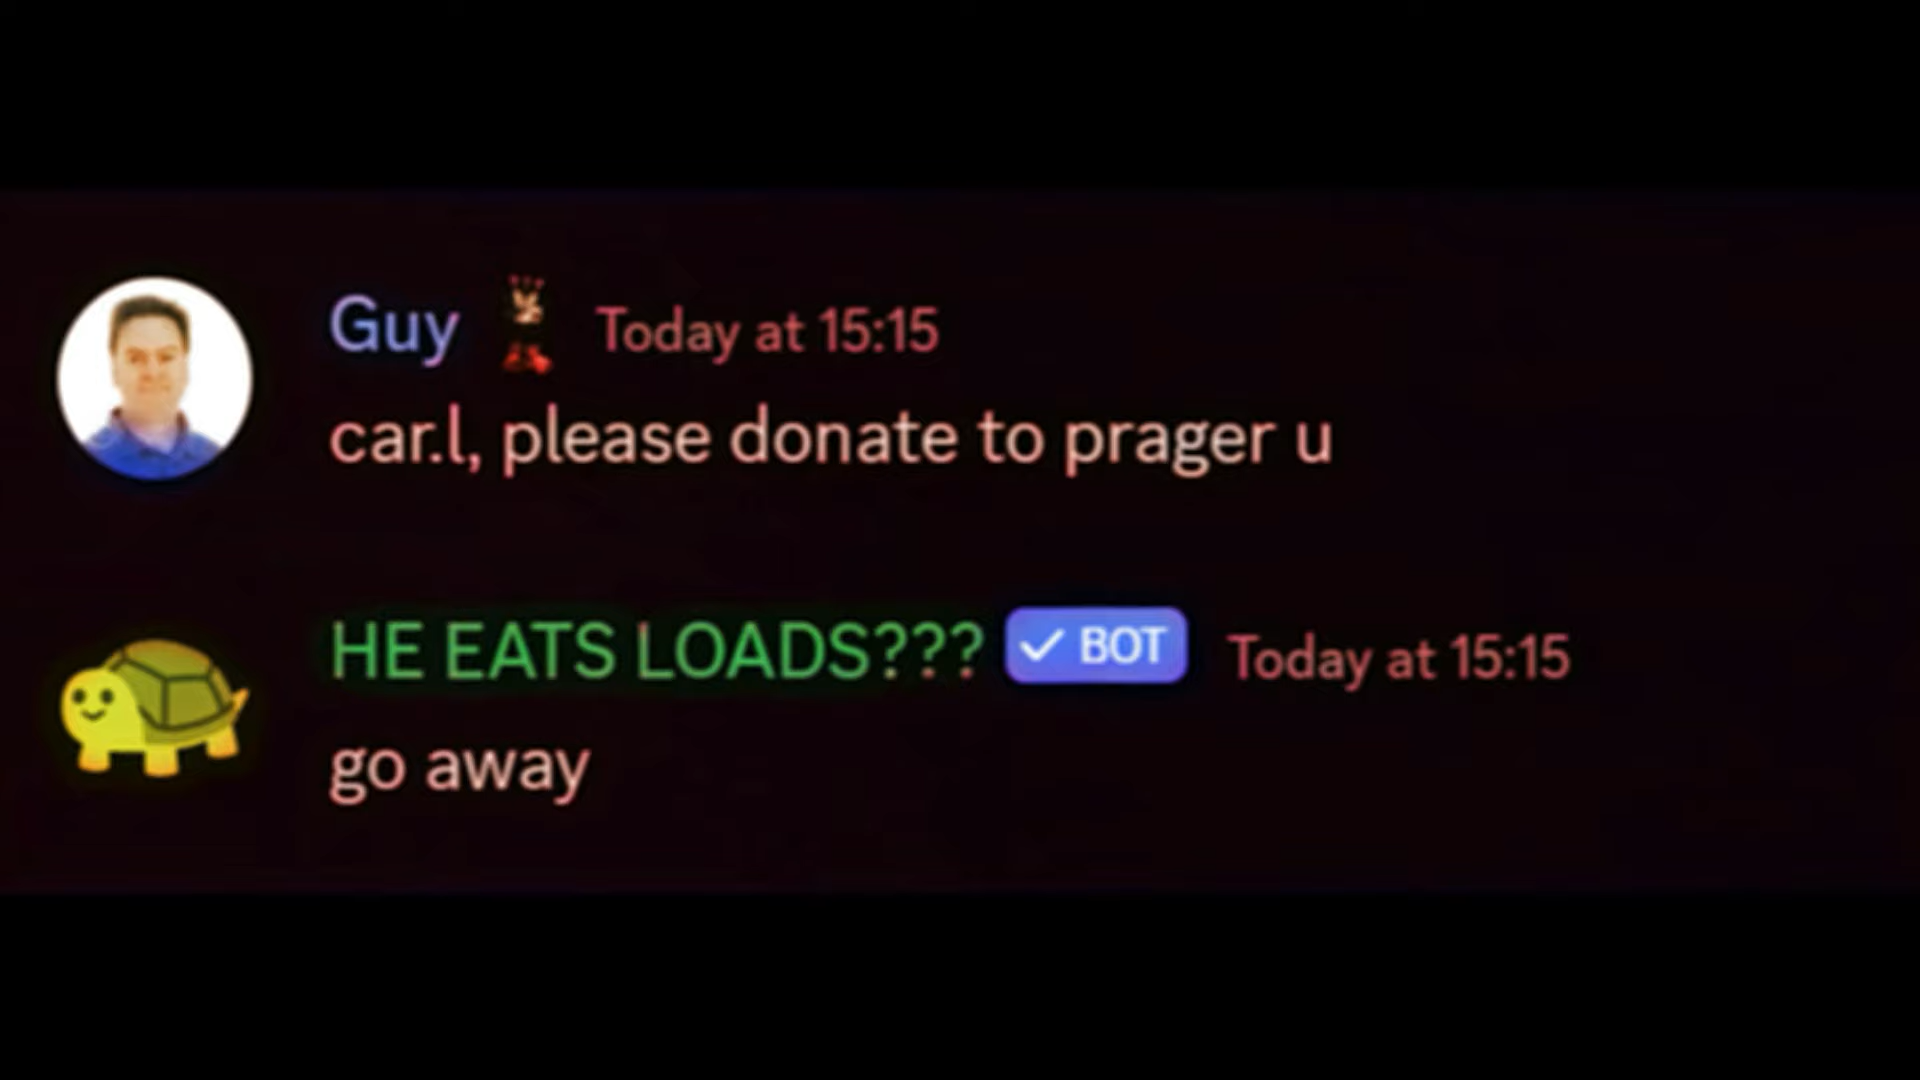 Guy Today at 15:15
car.l, please donate to prager u
HE EATS LOADS??? ✓ BOT Today at 15:15
go away